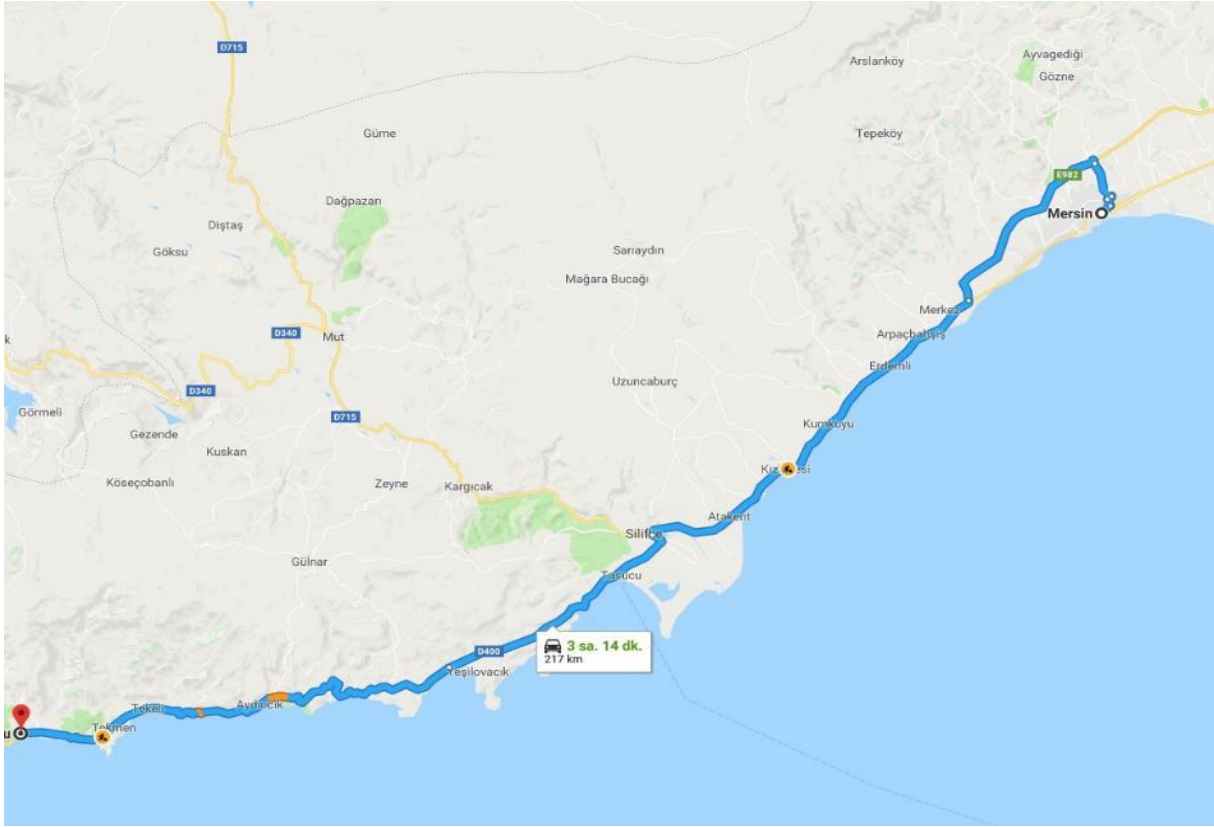 D715
Arslanköy
Ayvagediği
Gözne
Güme
Tepeköy
E982
Dağpazarı
Mersin
Diştaş
Göksu
Sarıaydın
Mağara Bucağı
Merkez
D340
Mut
Arpaçbahşiş
k
Erdemli
Uzuncaburç
D340
Görmeli
D715
Kumkuyu
Gezende
Kuskan
Köseçobanlı
Zeyne
Kargıcak
Atakent
Silifke
Gülnar
Taşucu
3 sa. 14 dk.
217 km
D400
Yeşilovacık
Aydıncık
Tekeli
Tekmen
u